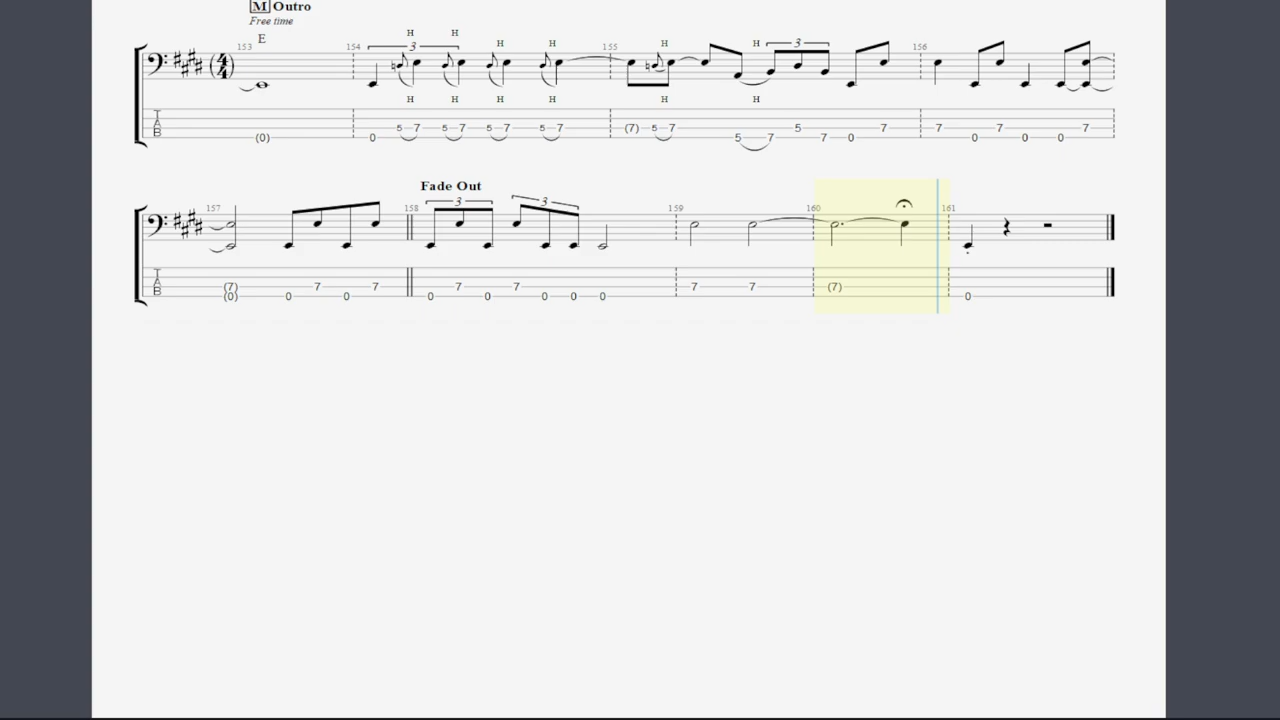 M Outro
Free time
E
H H H H H H
153 154 3 155 3 156
4
4
H H H H H H
T
A
B
(0) 0 5 7 5 7 5 7 5 7 (7) 5 7 5 7 5 7 0 7 7 0 7 0 0 7
Fade Out
157 158 3 3 159 160 161
T
A
B
(7) 0 7 0 7 0 7 0 7 0 0 0 7 7 (7) 0
(0)